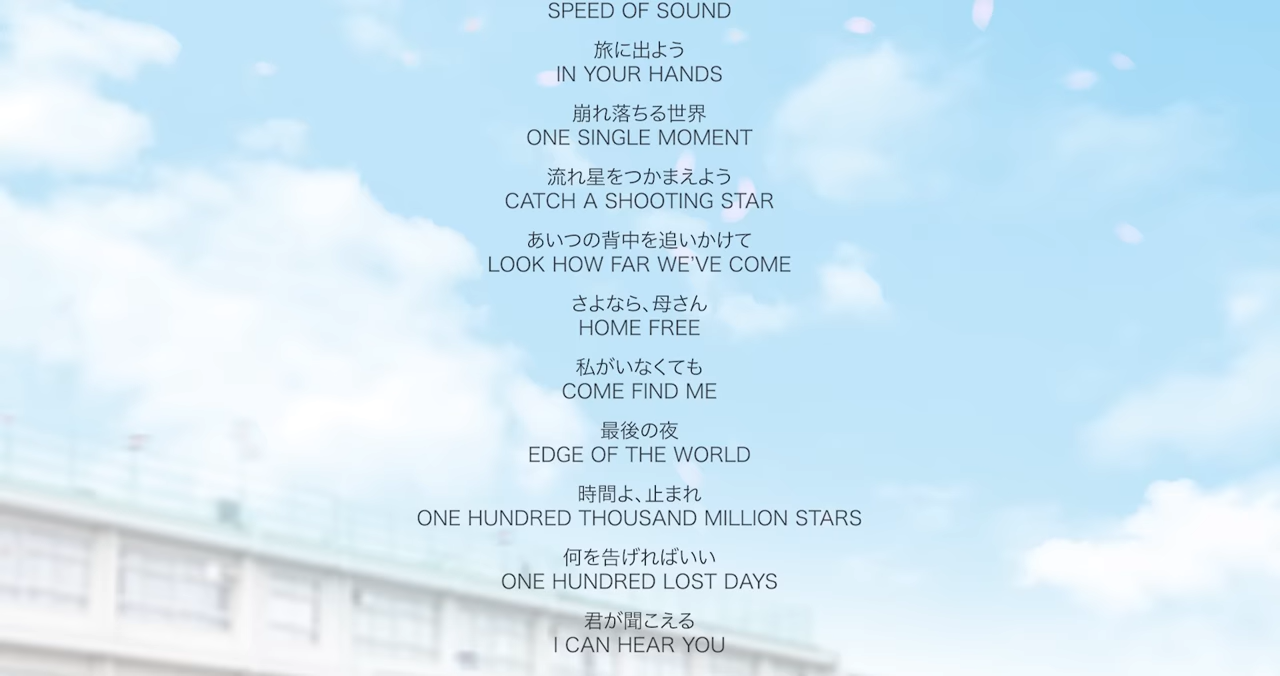 SPEED OF SOUND
旅に出よう
IN YOUR HANDS
崩れ落ちる世界
ONE SINGLE MOMENT
流れ星をつかまえよう
CATCH A SHOOTING STAR
あいつの背中を追いかけて
LOOK HOW FAR WE'VE COME
さよなら、母さん
HOME FREE
私がいなくても
COME FIND ME
最後の夜
EDGE OF THE WORLD
時間よ、止まれ
ONE HUNDRED THOUSAND MILLION STARS
何を告げればいい
ONE HUNDRED LOST DAYS
君が聞こえる
I CAN HEAR YOU